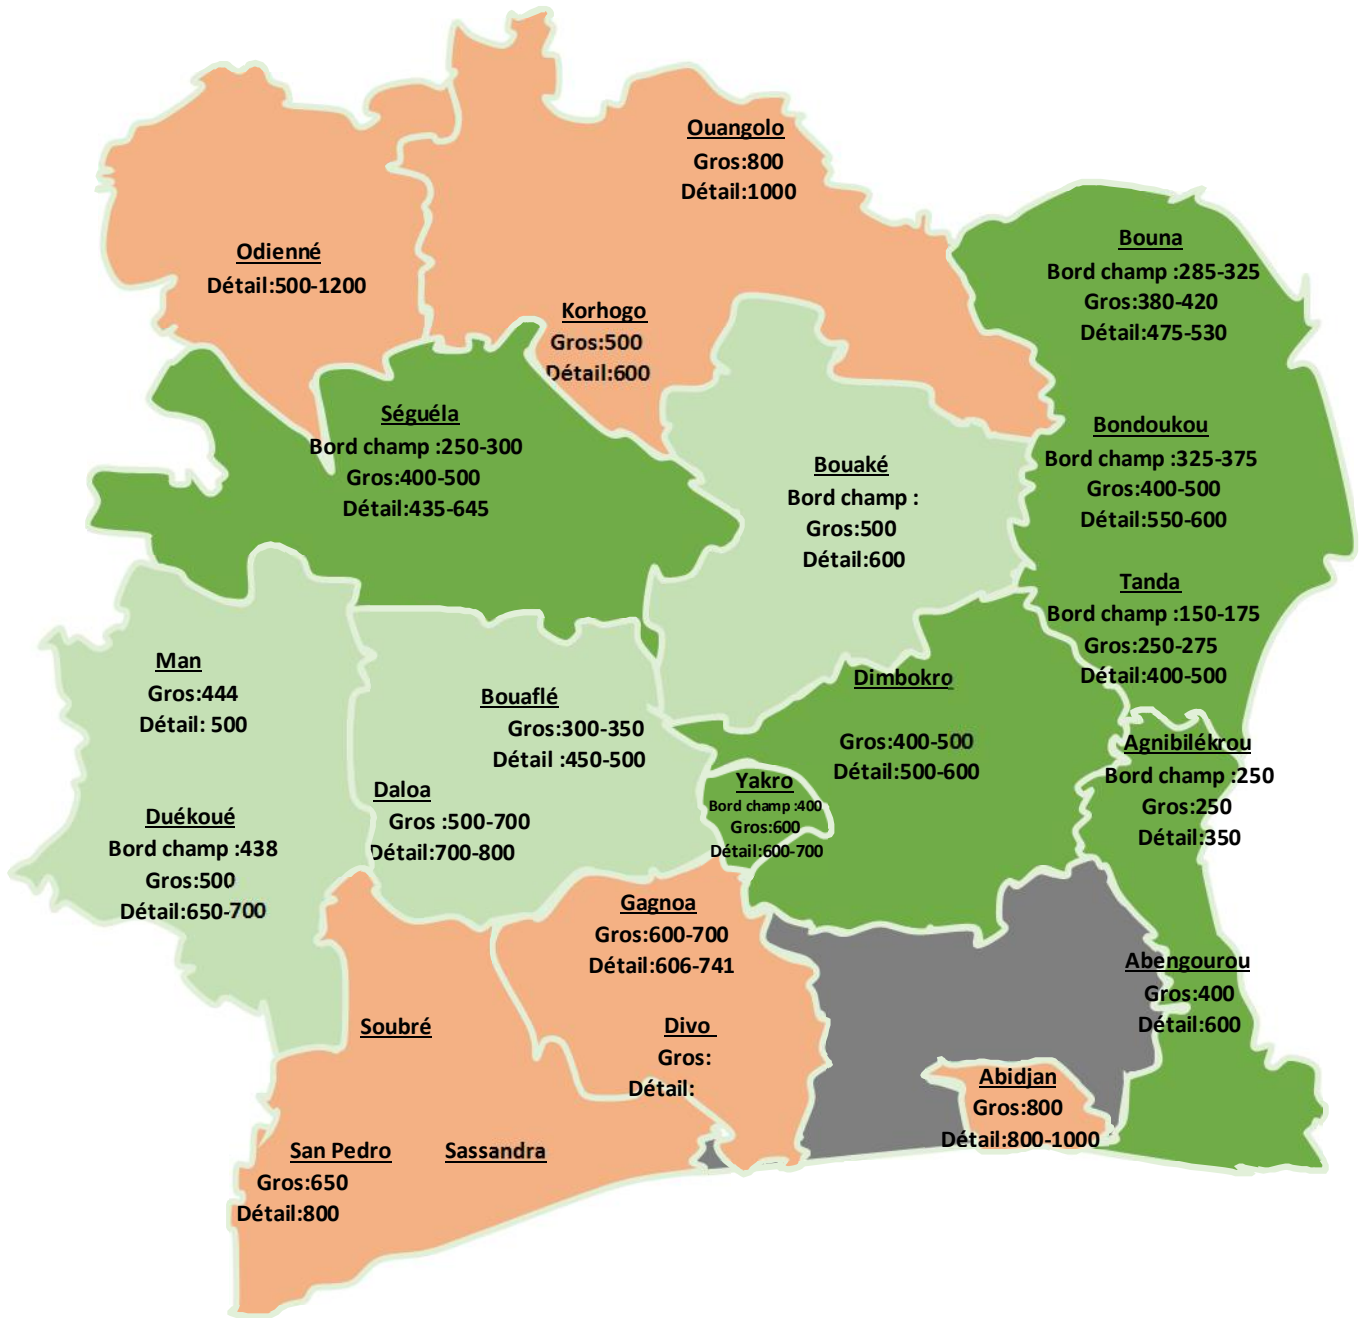 Ouangolo
Gros:800
Détail:1000
Odienné
Détail:500-1200
Korhogo
Gros:500
Détail:600
Bouna
Bord champ :285-325
Gros:380-420
Détail:475-530
Séguéla
Bord champ :250-300
Gros:400-500
Détail:435-645
Bouaké
Bord champ :
Gros:500
Détail:600
Bondoukou
Bord champ :325-375
Gros:400-500
Détail:550-600
Tanda
Bord champ :150-175
Gros:250-275
Détail:400-500
Man
Gros:444
Détail: 500
Bouaflé
Gros:300-350
Détail :450-500
Dimbokro
Gros:400-500
Détail:500-600
Agnibilékrou
Bord champ :250
Gros:250
Détail:350
Yakro
Bord champ :400
Gros:600
Détail:600-700
Daloa
Gros :500-700
Détail:700-800
Duékoué
Bord champ :438
Gros:500
Détail:650-700
Gagnoa
Gros:600-700
Détail:606-741
Abengourou
Gros:400
Détail:600
Soubré
Divo
Gros:
Détail:
Abidjan
Gros:800
Détail:800-1000
San Pedro
Gros:650
Détail:800
Sassandra